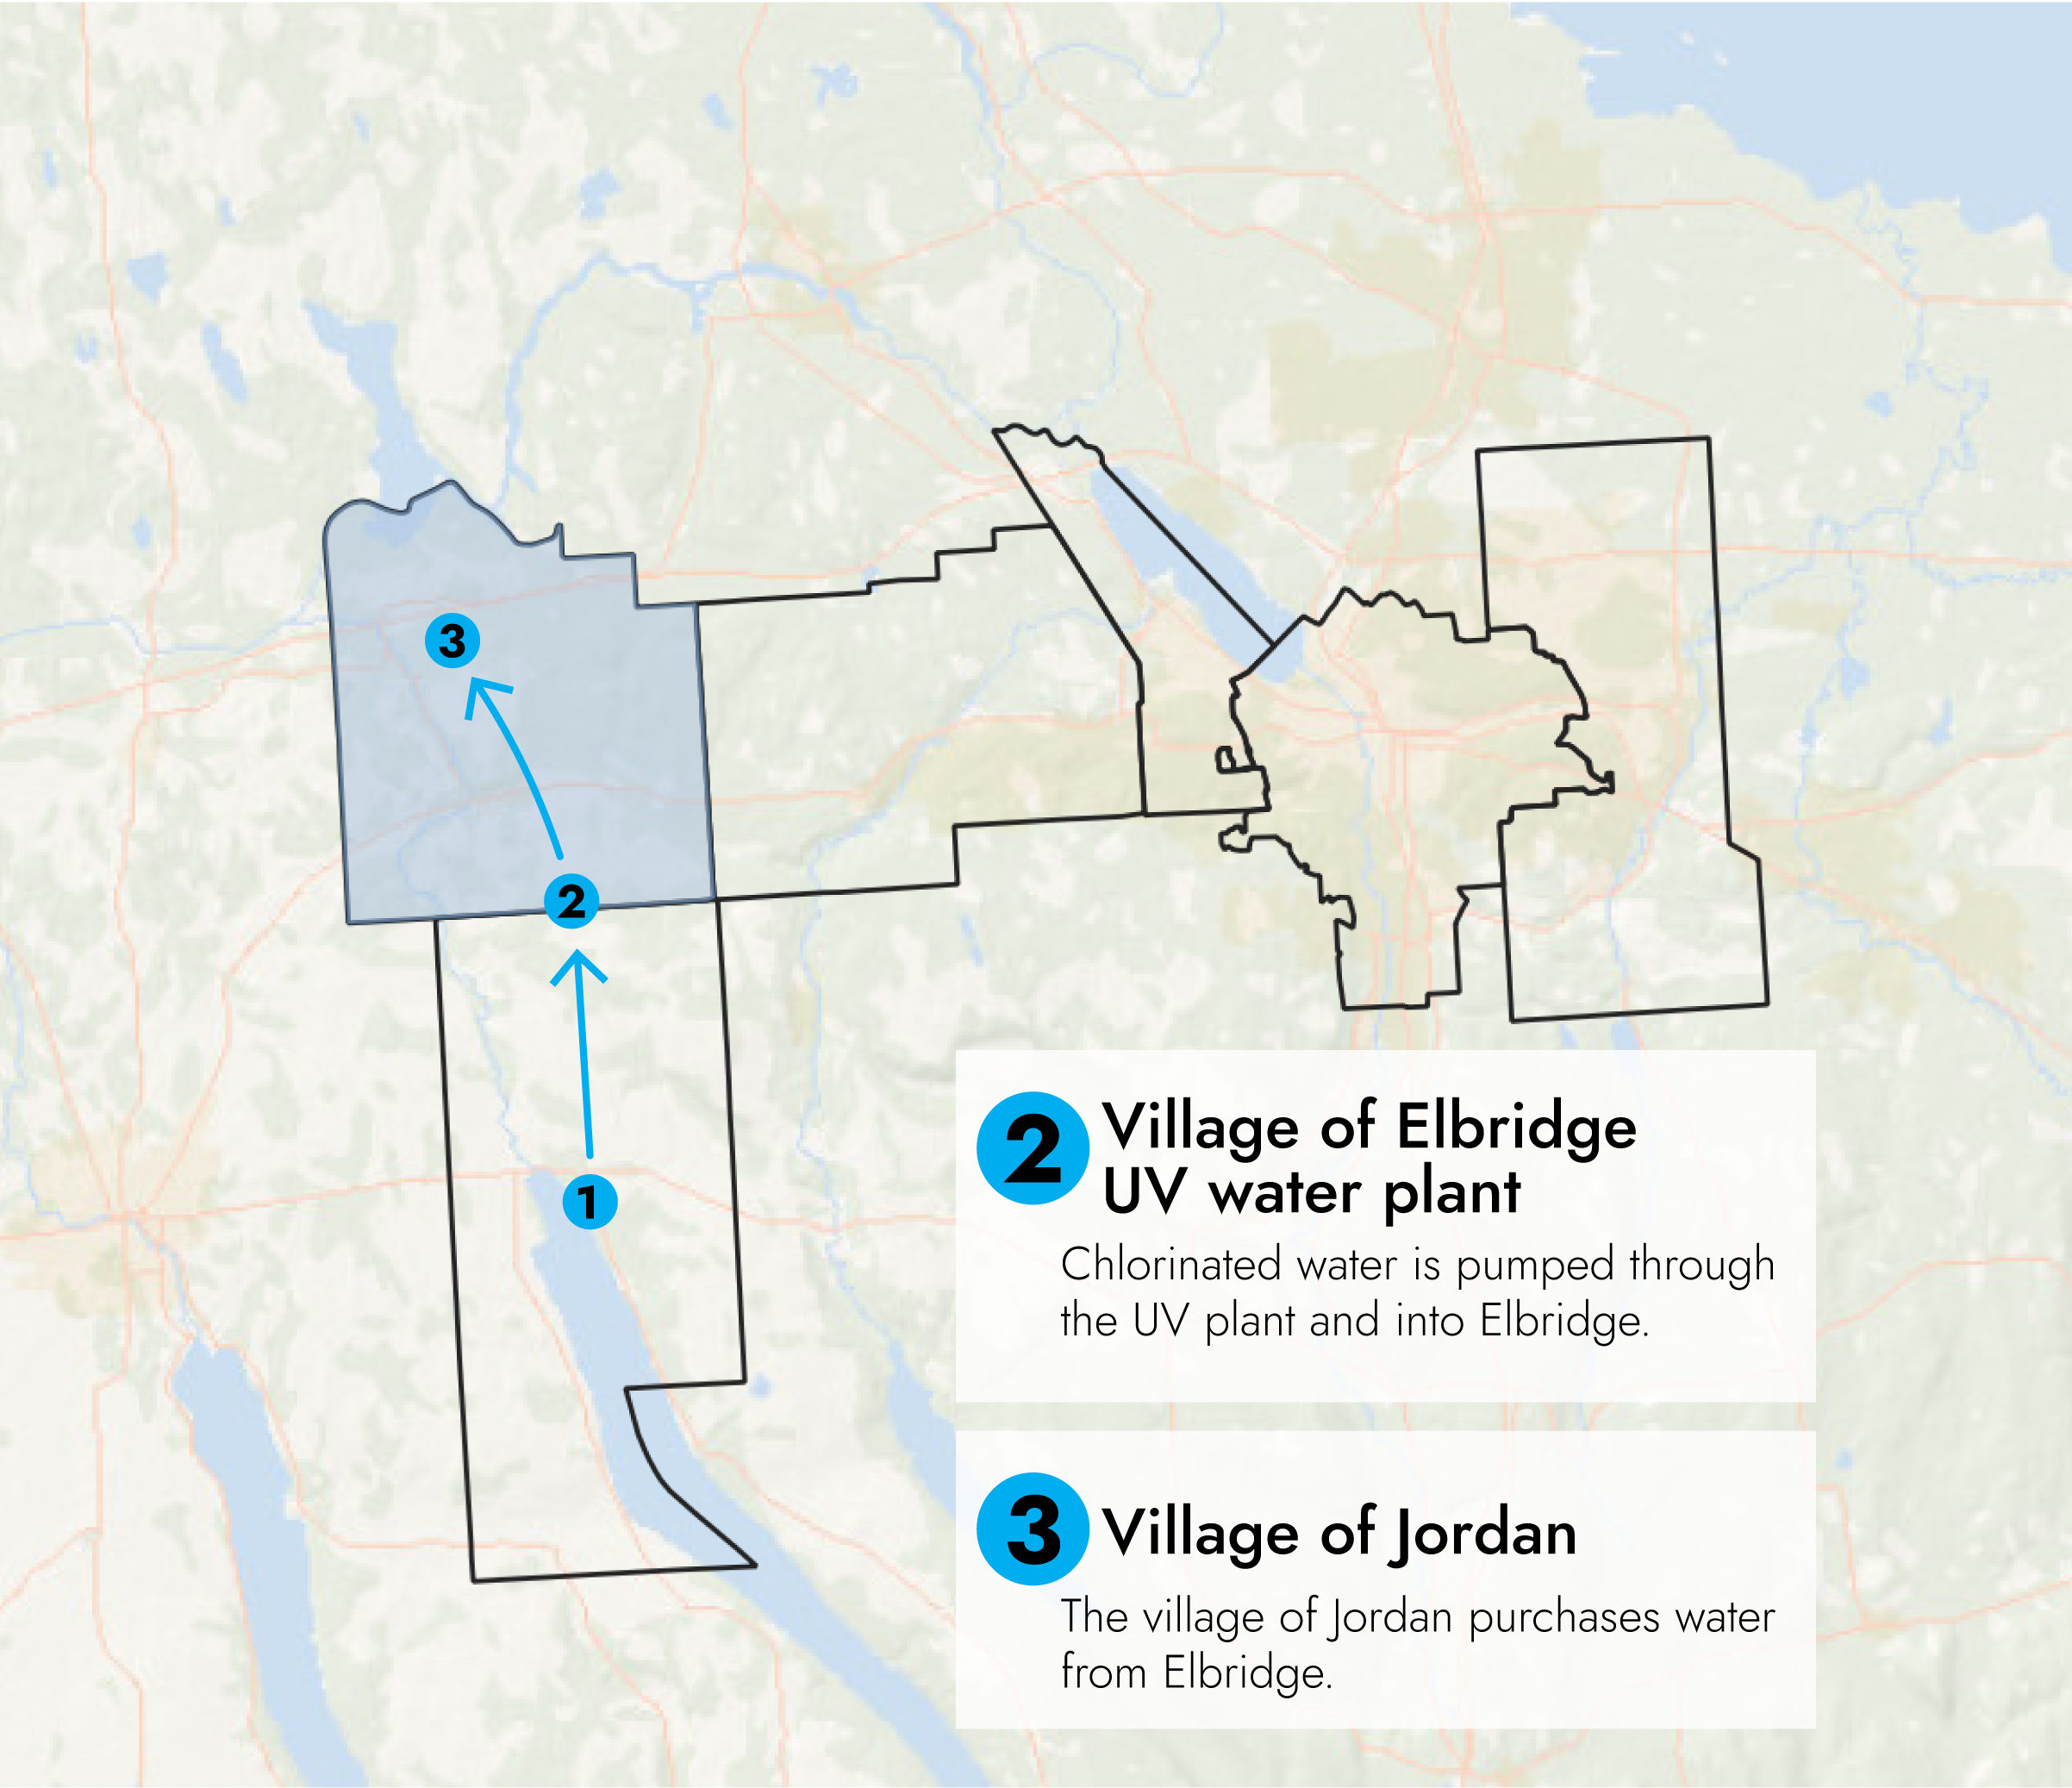 3
2
1
2
Village of Elbridge
UV water plant
Chlorinated water is pumped through
the UV plant and into Elbridge.
3
Village of Jordan
The village of Jordan purchases water
from Elbridge.